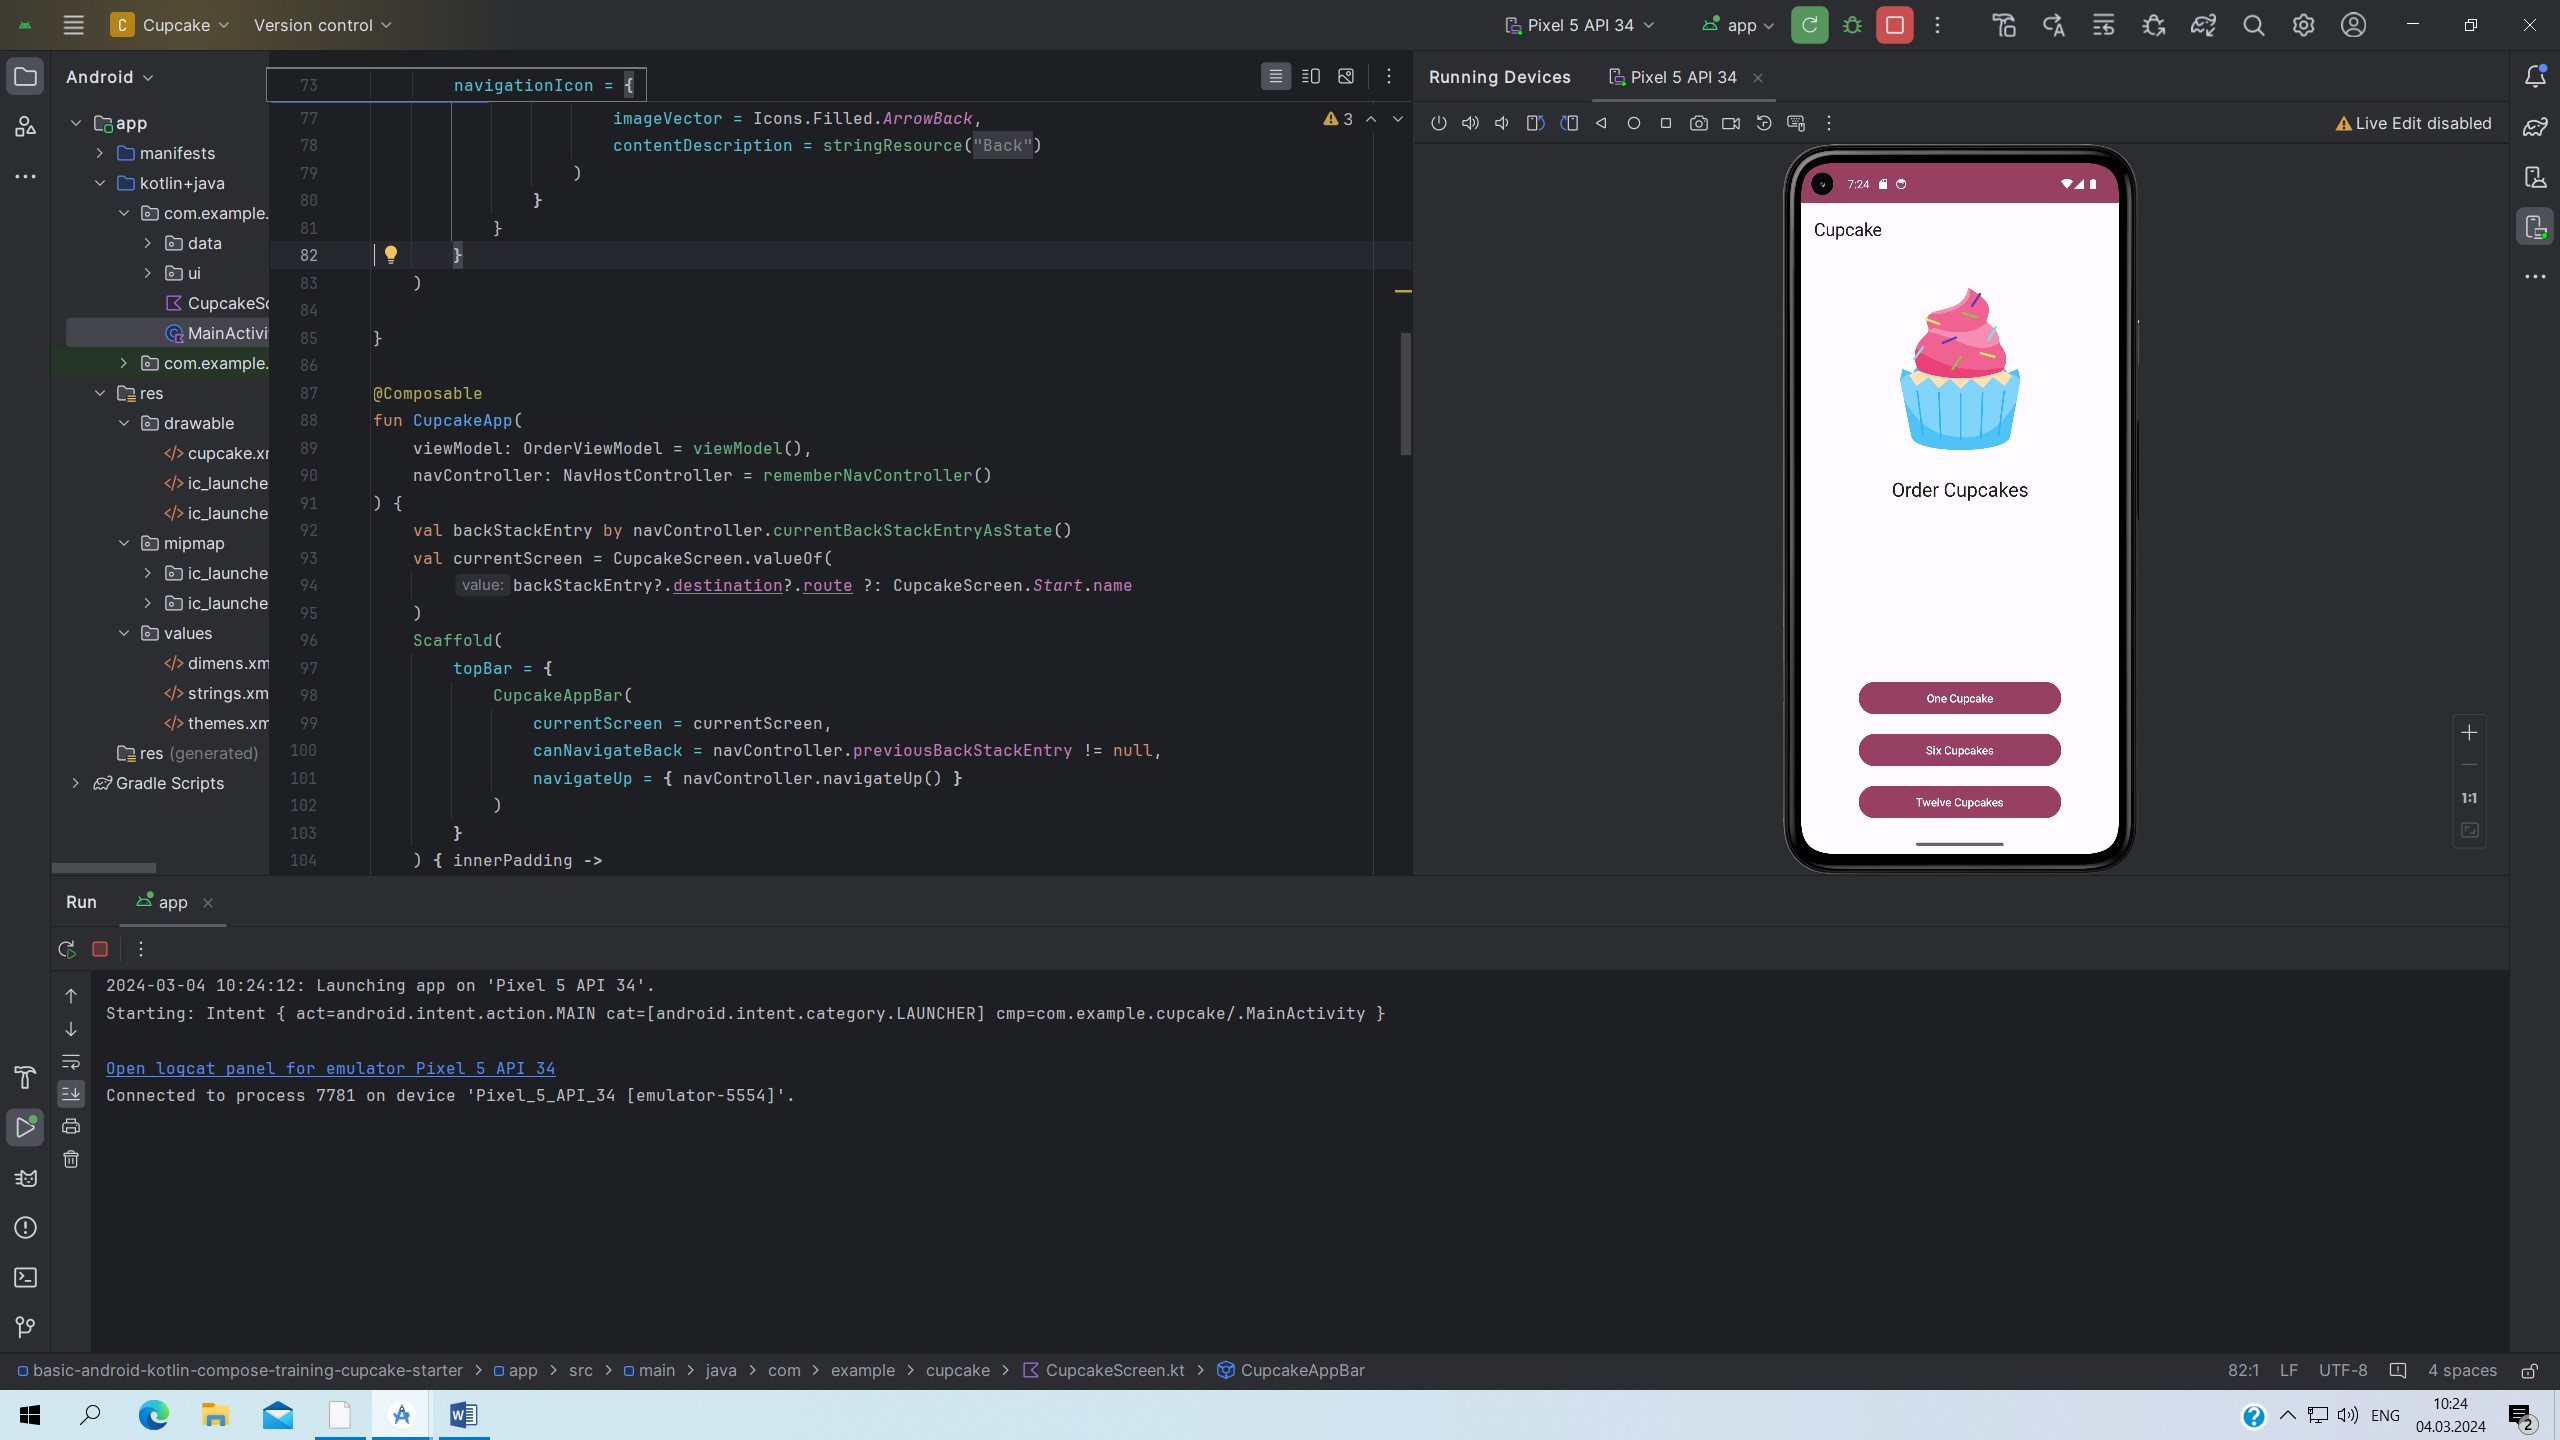 C Cupcake Version control Pixel 5 API 34 app
Android
app
manifests
kotlin+java
com.example.
data
ui
CupcakeSc
MainActivi
com.example.
res
drawable
cupcake.xr
ic_launche
ic_launche
mipmap
ic_launche
ic_launche
values
dimens.xm
strings.xm
themes.xm
res (generated)
Gradle Scripts
73 navigationIcon = {
3
77 imageVector = Icons.Filled.ArrowBack,
78 contentDescription = stringResource("Back")
79 )
80 }
81 }
82 }
83 )
84
85 }
86
87 @Composable
88 fun CupcakeApp(
89 viewModel: OrderViewModel = viewModel(),
90 navController: NavHostController = rememberNavController()
91 ) {
92 val backStackEntry by navController.currentBackStackEntryAsState()
93 val currentScreen = CupcakeScreen.valueOf(
94 value: backStackEntry?.destination?.route ?: CupcakeScreen.Start.name
95 )
96 Scaffold(
97 topBar = {
98 CupcakeAppBar(
99 currentScreen = currentScreen,
100 canNavigateBack = navController.previousBackStackEntry != null,
101 navigateUp = { navController.navigateUp() }
102 )
103 }
104 ) { innerPadding ->
Running Devices Pixel 5 API 34
Live Edit disabled
7:24
Cupcake
Order Cupcakes
One Cupcake
Six Cupcakes
Twelve Cupcakes
1:1
Run app
2024-03-04 10:24:12: Launching app on 'Pixel 5 API 34'.
Starting: Intent { act=android.intent.action.MAIN cat=[android.intent.category.LAUNCHER] cmp=com.example.cupcake/.MainActivity }
Open logcat panel for emulator Pixel 5 API 34
Connected to process 7781 on device 'Pixel_5_API_34 [emulator-5554]'.
basic-android-kotlin-compose-training-cupcake-starter > app > src > main > java > com > example > cupcake > CupcakeScreen.kt > CupcakeAppBar
82:1 LF UTF-8 4 spaces
ENG
10:24
04.03.2024
2